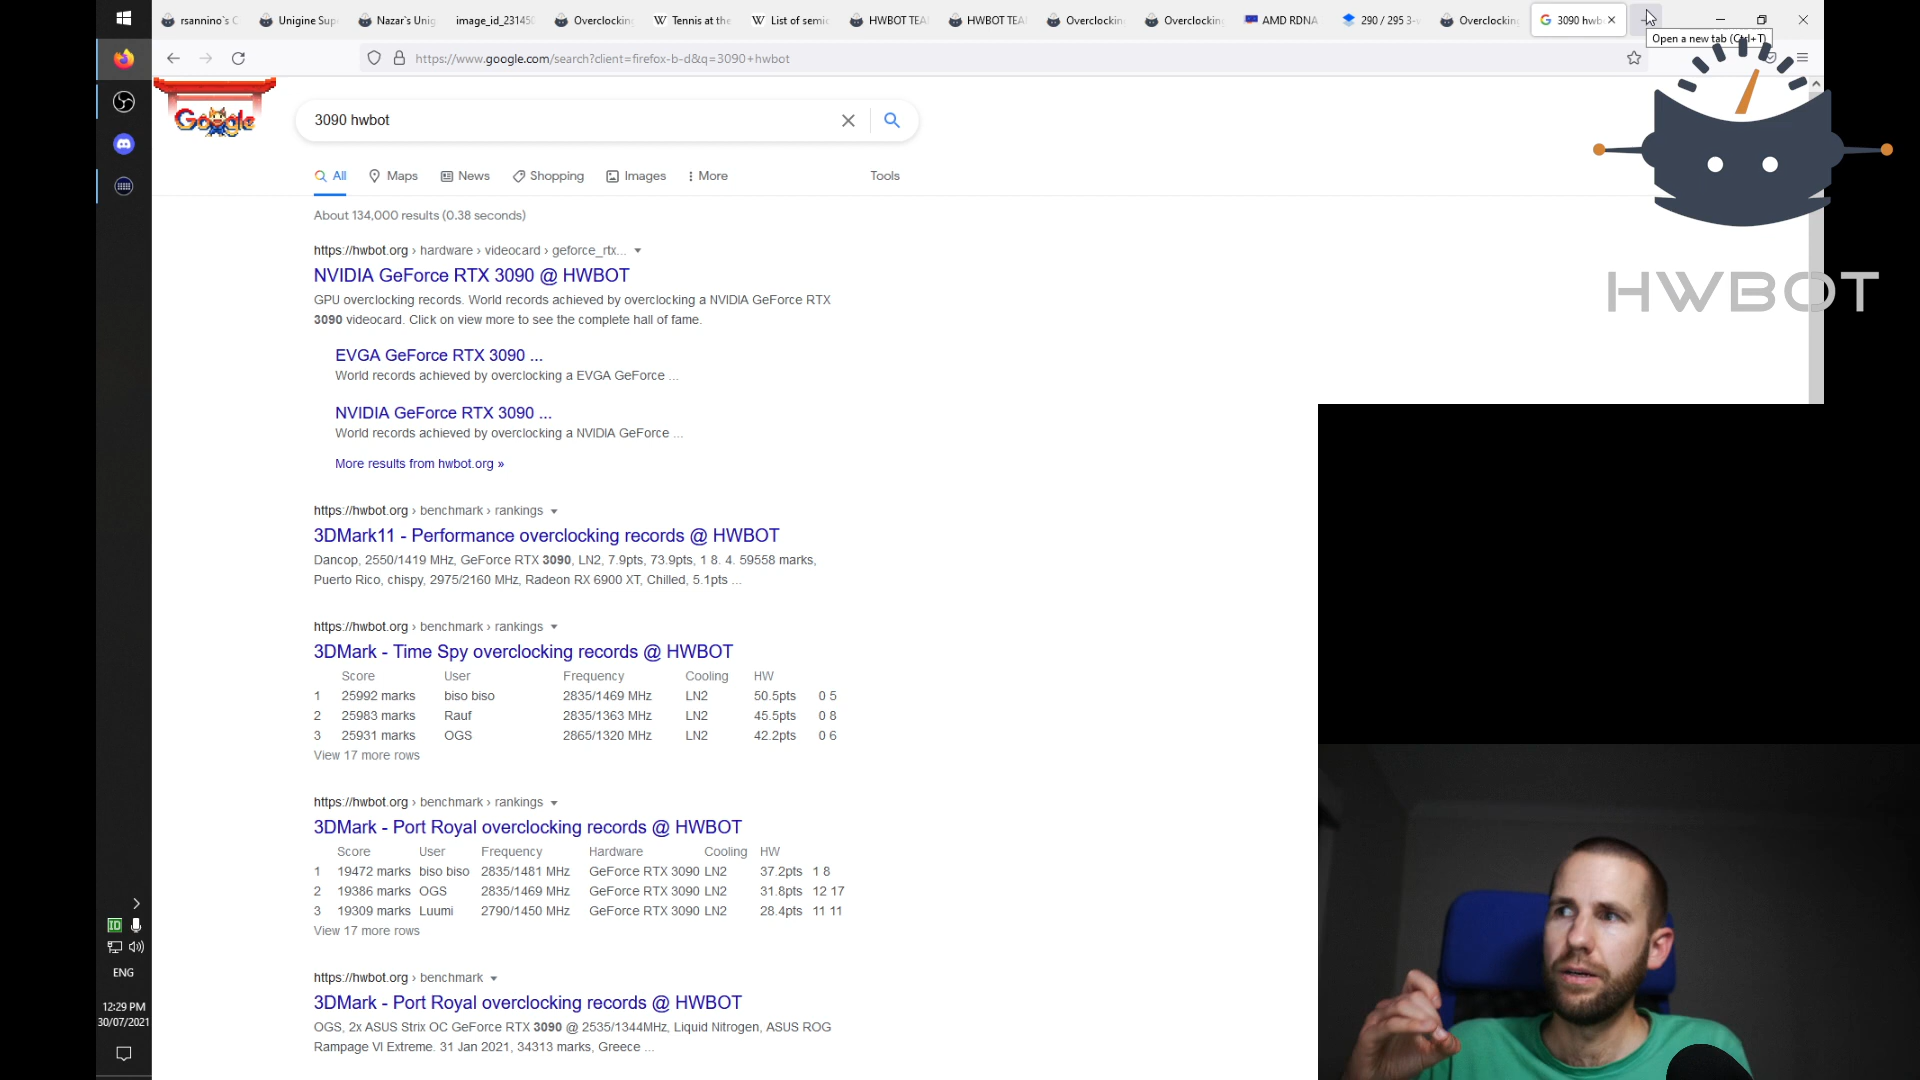 rsannino's C
Unigine Sup
Nazar's Unig
image_id_23145
Overclockin
Tennis at the
List of semic
HWBOT TEA
HWBOT TEA
Overclockin
Overclockin
AMD RDNA
290 / 295 3-
Overclockin
3090 hwb
Open a new tab (Ctrl+T)
https://www.google.com/search?client=firefox-b-d&q=3090+hwbot
Google
3090 hwbot
All
Maps
News
Shopping
Images
More
Tools
HWBOT
About 134,000 results (0.38 seconds)
https://hwbot.org › hardware › videocard › geforce_rtx...
NVIDIA GeForce RTX 3090 @ HWBOT
GPU overclocking records. World records achieved by overclocking a NVIDIA GeForce RTX
3090 videocard. Click on view more to see the complete hall of fame.
EVGA GeForce RTX 3090 ...
World records achieved by overclocking a EVGA GeForce ...
NVIDIA GeForce RTX 3090 ...
World records achieved by overclocking a NVIDIA GeForce ...
More results from hwbot.org »
https://hwbot.org › benchmark › rankings
3DMark11 - Performance overclocking records @ HWBOT
Dancop, 2550/1419 MHz, GeForce RTX 3090, LN2, 7.9pts, 73.9pts, 1 8. 4. 59558 marks,
Puerto Rico, chispy, 2975/2160 MHz, Radeon RX 6900 XT, Chilled, 5.1pts ...
https://hwbot.org › benchmark › rankings
3DMark - Time Spy overclocking records @ HWBOT
Score User Frequency Cooling HW
1 25992 marks biso biso 2835/1469 MHz LN2 50.5pts 0 5
2 25983 marks Rauf 2835/1363 MHz LN2 45.5pts 0 8
3 25931 marks OGS 2865/1320 MHz LN2 42.2pts 0 6
View 17 more rows
https://hwbot.org › benchmark › rankings
3DMark - Port Royal overclocking records @ HWBOT
Score User Frequency Hardware Cooling HW
1 19472 marks biso biso 2835/1481 MHz GeForce RTX 3090 LN2 37.2pts 1 8
2 19386 marks OGS 2835/1469 MHz GeForce RTX 3090 LN2 31.8pts 12 17
3 19309 marks Luumi 2790/1450 MHz GeForce RTX 3090 LN2 28.4pts 11 11
View 17 more rows
https://hwbot.org › benchmark
3DMark - Port Royal overclocking records @ HWBOT
OGS, 2x ASUS Strix OC GeForce RTX 3090 @ 2535/1344MHz, Liquid Nitrogen, ASUS ROG
Rampage VI Extreme. 31 Jan 2021, 34313 marks, Greece ...
ID
ENG
12:29 PM
30/07/2021